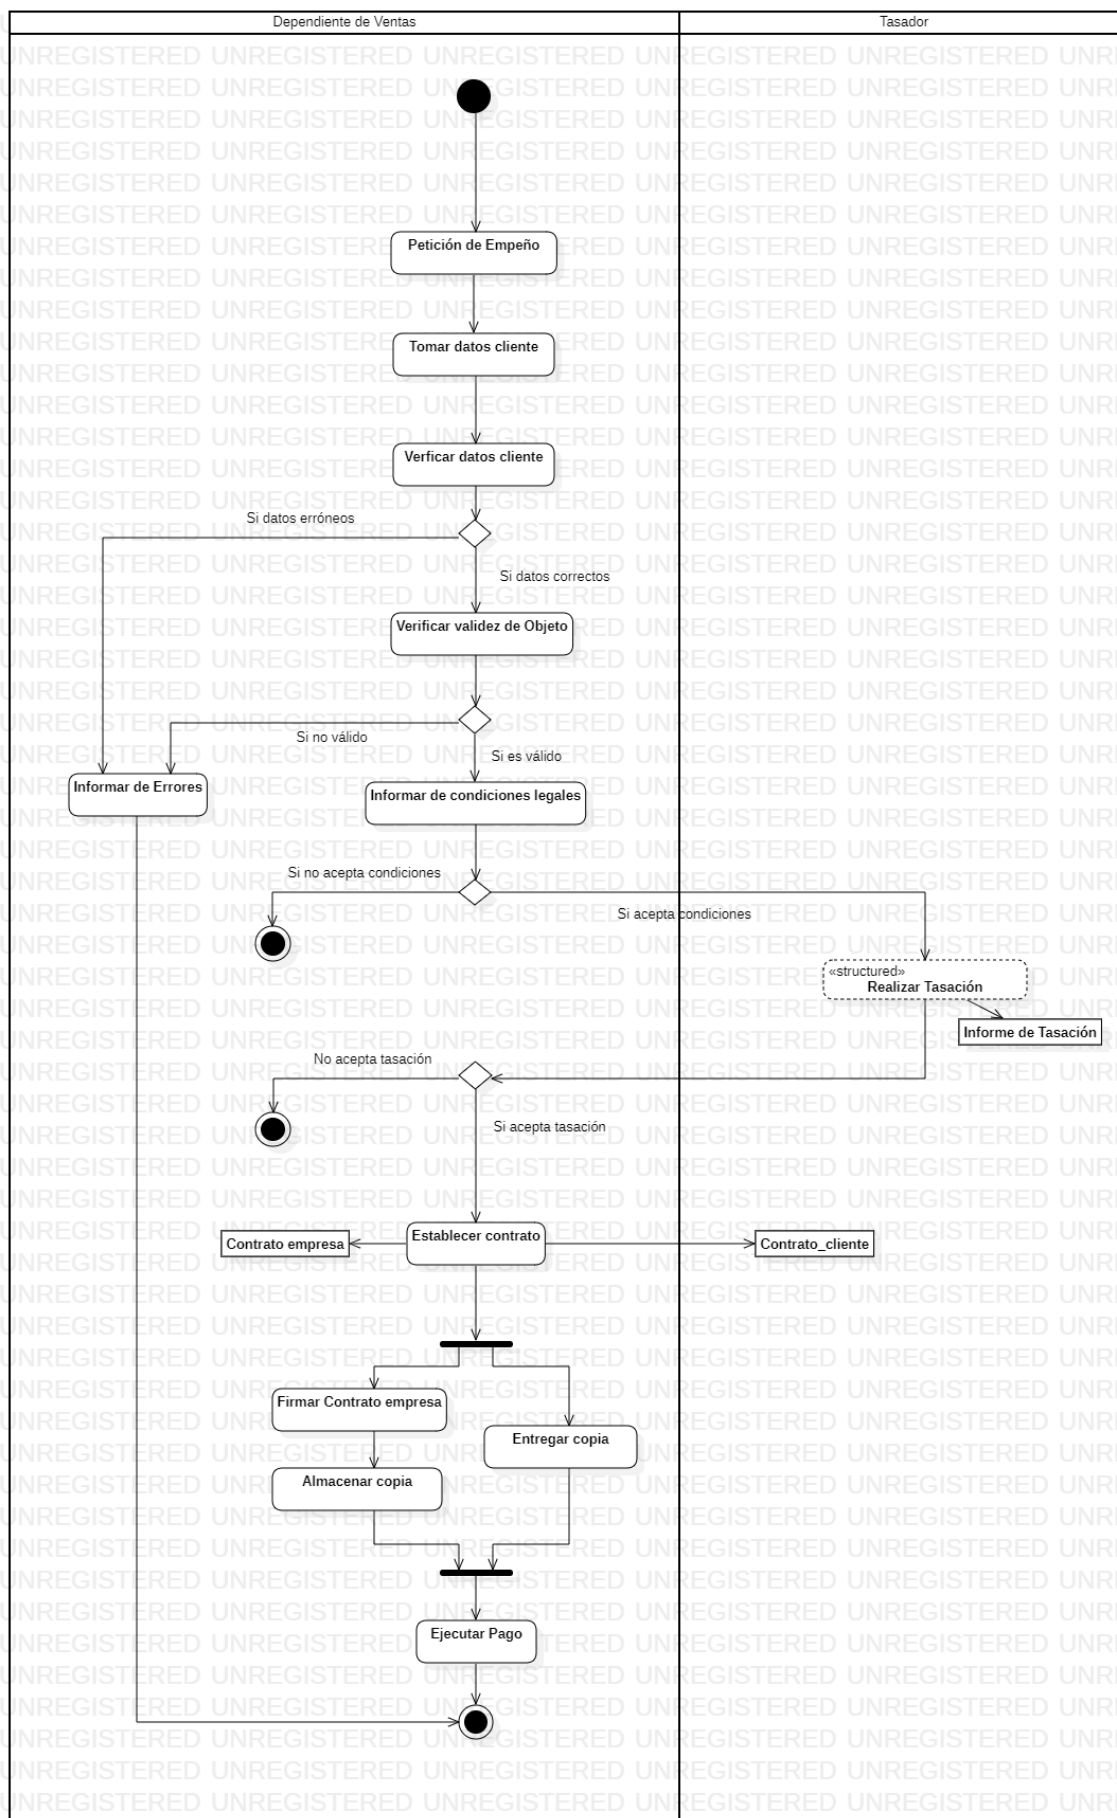 Dependiente de Ventas
Tasador
Petición de Empeño
Tomar datos cliente
Verficar datos cliente
Si datos erróneos
Si datos correctos
Verificar validez de Objeto
Si no válido
Si es válido
Informar de Errores
Informar de condiciones legales
Si no acepta condiciones
Si acepta condiciones
«structured»
Realizar Tasación
Informe de Tasación
No acepta tasación
Si acepta tasación
Contrato empresa
Establecer contrato
Contrato_cliente
Firmar Contrato empresa
Entregar copia
Almacenar copia
Ejecutar Pago
UNREGISTERED